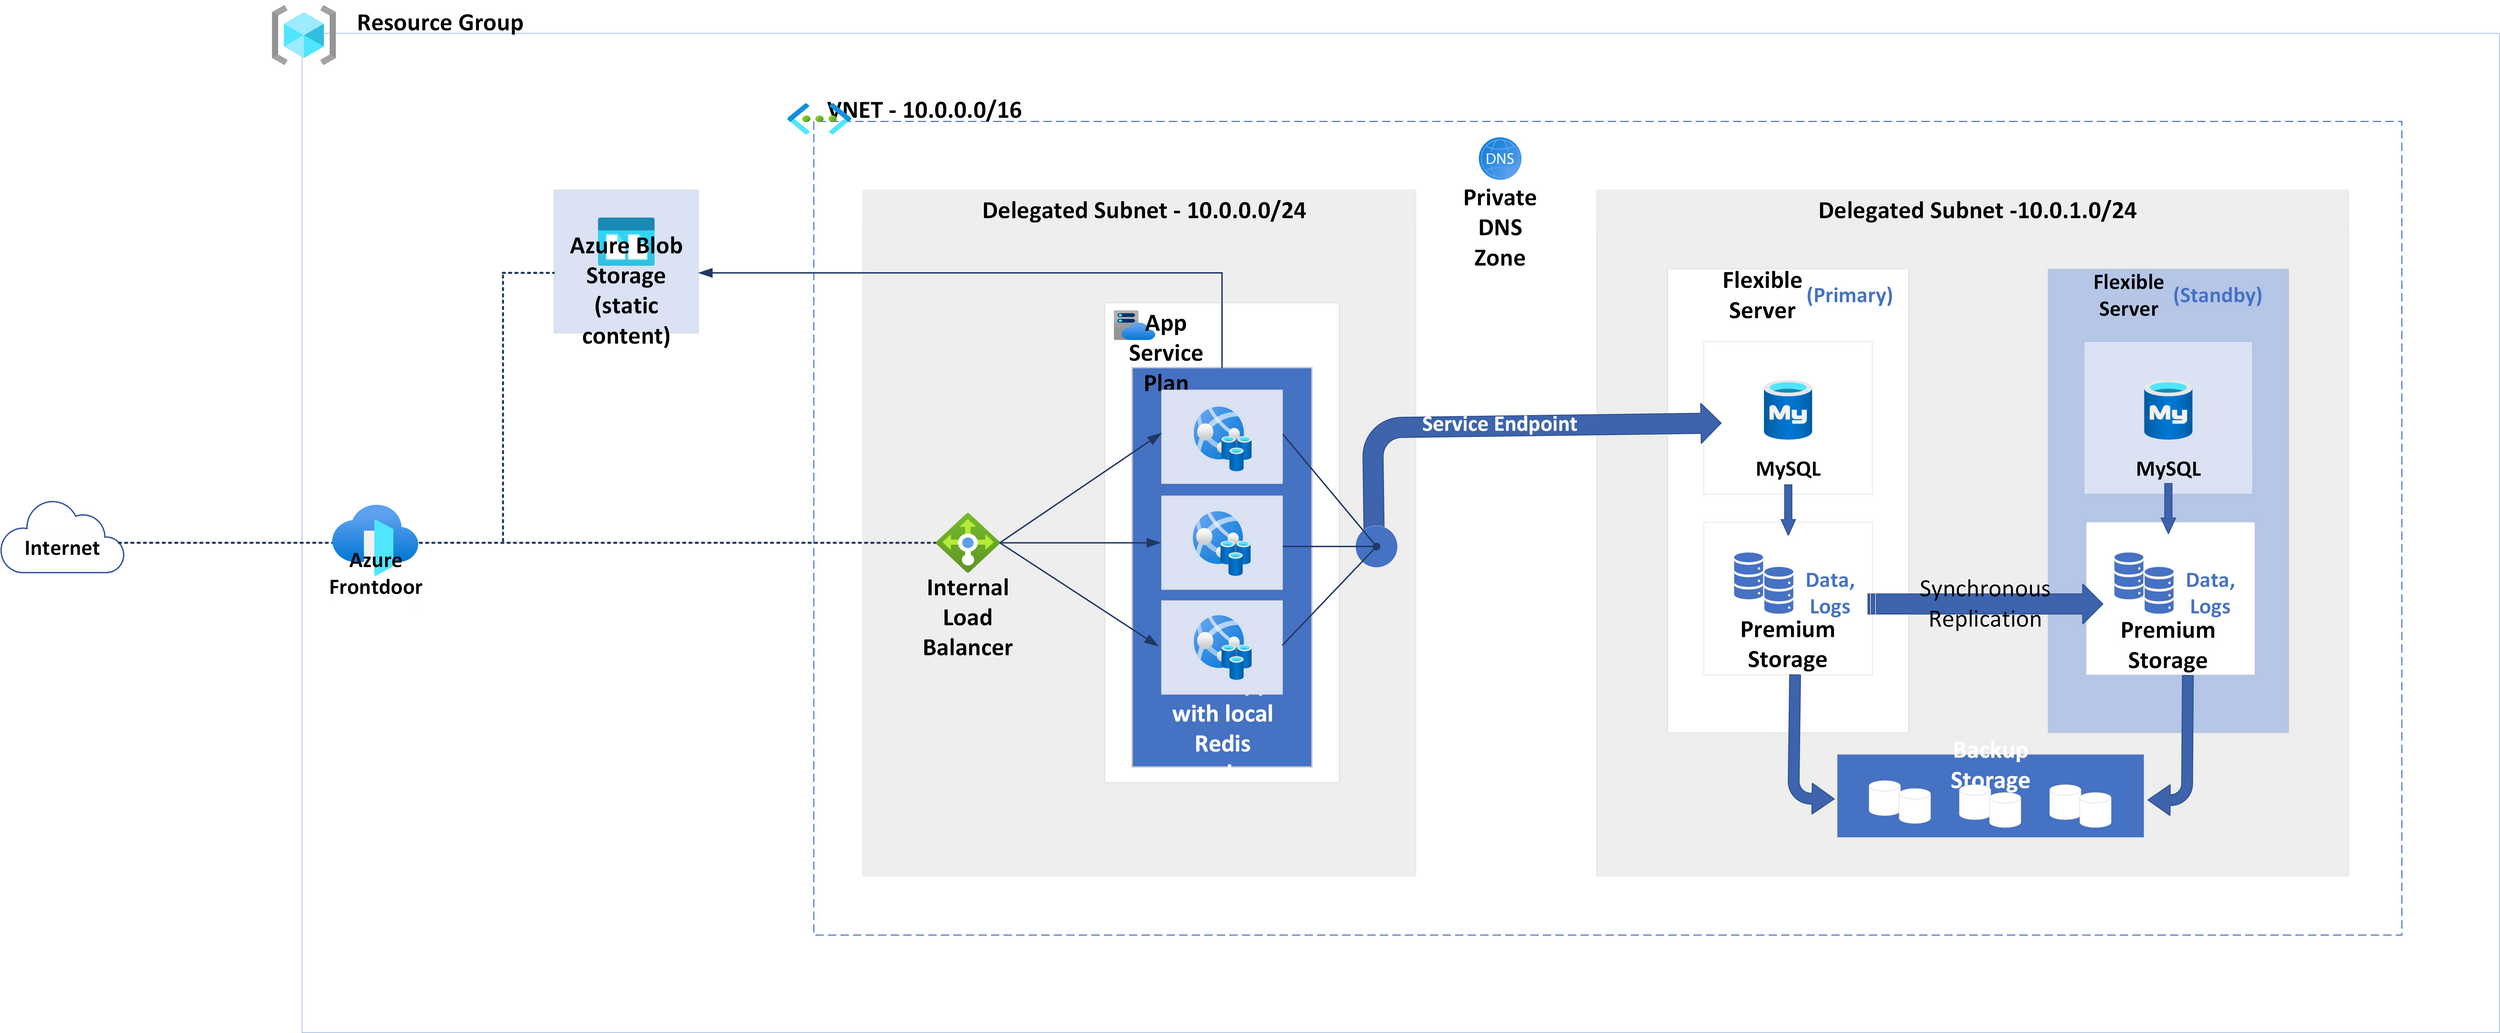 Resource Group
VNET - 10.0.0.0/16
DNS
Private
DNS
Zone
Delegated Subnet - 10.0.0.0/24
Delegated Subnet -10.0.1.0/24
Azure Blob
Storage
(static
content)
App
Service
Plan
Flexible
Server
(Primary)
Flexible
Server
(Standby)
Service Endpoint
My
MySQL
My
MySQL
Internet
Azure
Frontdoor
Internal
Load
Balancer
with local
Redis
Data,
Logs
Premium
Storage
Synchronous
Replication
Data,
Logs
Premium
Storage
Backup
Storage